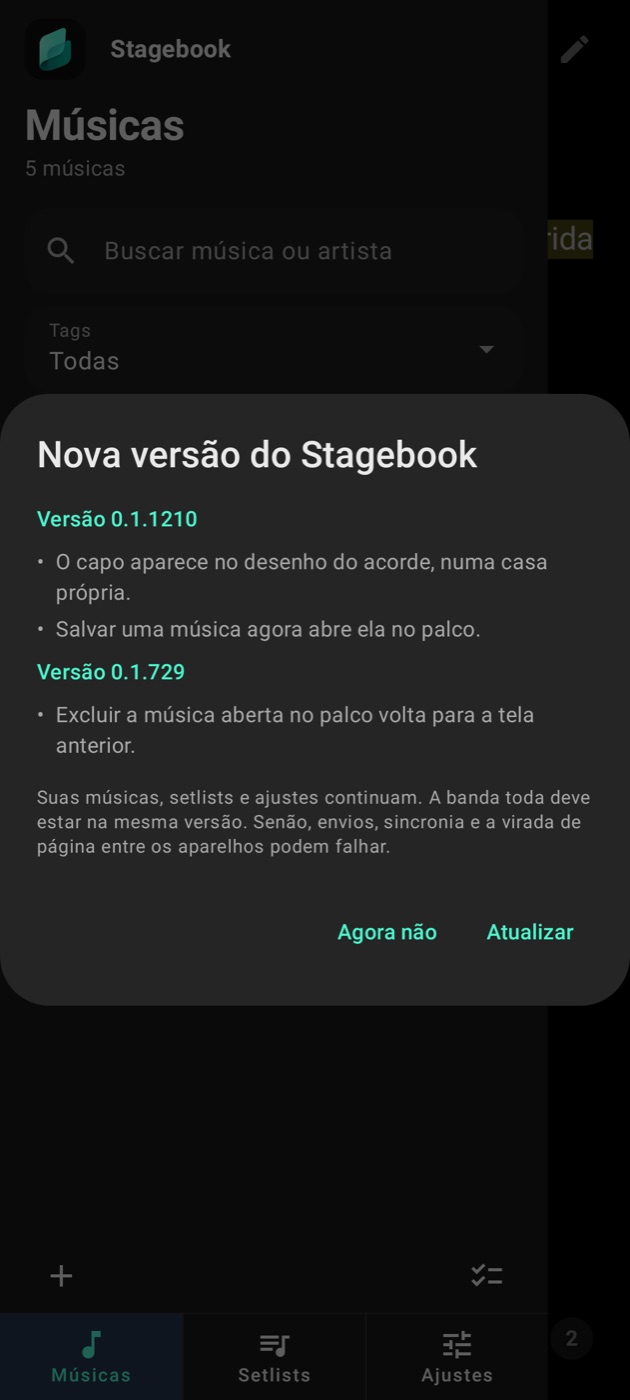 Stagebook
Músicas
5 músicas
rida
Buscar música ou artista
Tags
Todas
Nova versão do Stagebook
Versão 0.1.1210
• O capo aparece no desenho do acorde, numa casa
própria.
• Salvar uma música agora abre ela no palco.
Versão 0.1.729
• Excluir a música aberta no palco volta para a tela
anterior.
Suas músicas, setlists e ajustes continuam. A banda toda deve
estar na mesma versão. Senão, envios, sincronia e a virada de
página entre os aparelhos podem falhar.
Agora não Atualizar
Músicas Setlists Ajustes
2